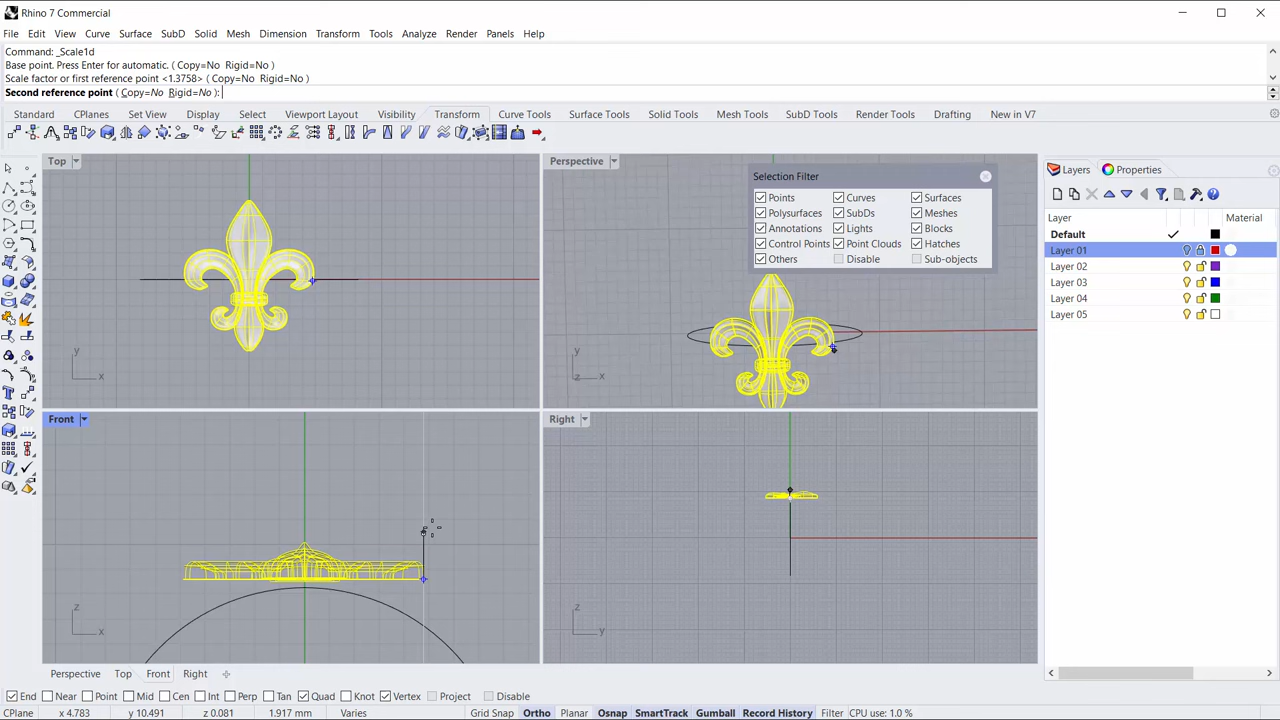 Rhino 7 Commercial
File Edit View Curve Surface SubD Solid Mesh Dimension Transform Tools Analyze Render Panels Help
Command: _Scale1d
Base point. Press Enter for automatic. ( Copy=No Rigid=No )
Scale factor or first reference point <1.3758> ( Copy=No Rigid=No )
Second reference point ( Copy=No Rigid=No ):
Standard CPlanes Set View Display Select Viewport Layout Visibility Transform Curve Tools Surface Tools Solid Tools Mesh Tools SubD Tools Render Tools Drafting New in V7
Top
Perspective
Selection Filter
Points Curves Surfaces
Polysurfaces SubDs Meshes
Annotations Lights Blocks
Control Points Point Clouds Hatches
Others Disable Sub-objects
y
x
y
z x
Front
Right
z
x
z
y
Layers Properties
Layer Material
Default
Layer 01
Layer 02
Layer 03
Layer 04
Layer 05
Perspective Top Front Right
End Near Point Mid Cen Int Perp Tan Quad Knot Vertex Project Disable
CPlane x 4.783 y 10.491 z 0.081 1.917 mm Varies Grid Snap Ortho Planar Osnap SmartTrack Gumball Record History Filter CPU use: 1.0 %